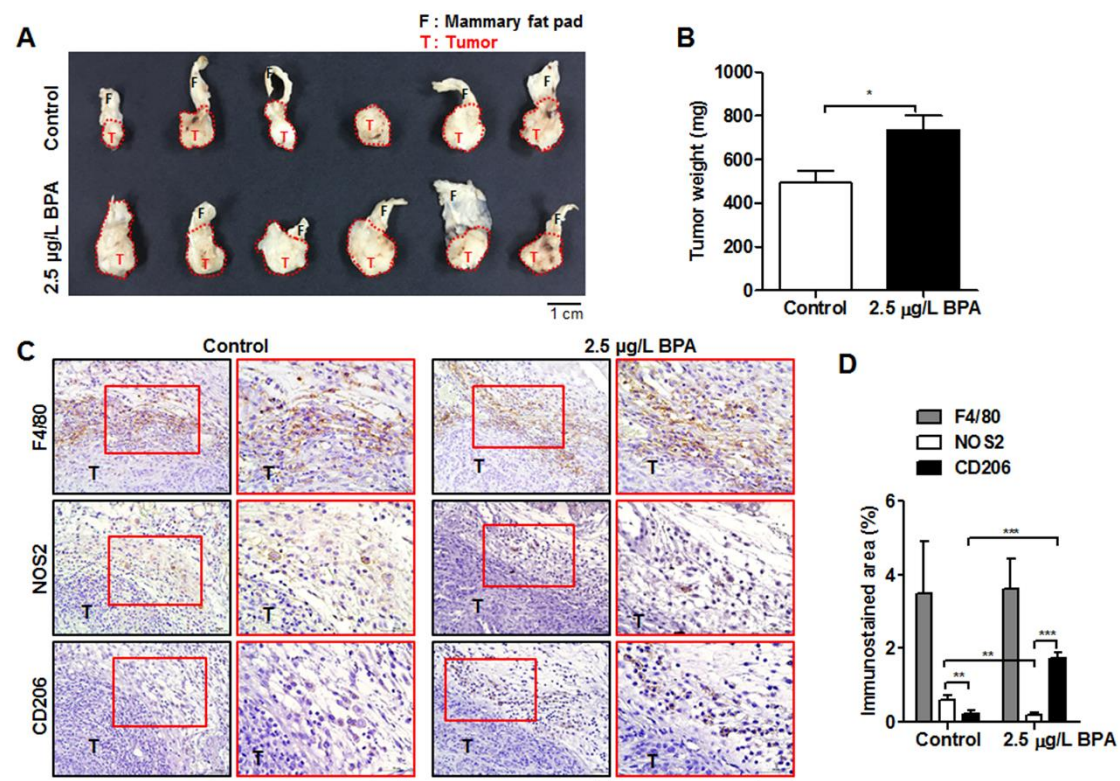 A
F : Mammary fat pad
T : Tumor
Control
F F F F F
T T T T T T
2.5 µg/L BPA
F F F F F
T T T T T T
1 cm
B
Tumor weight (mg)
1000
800
600
400
200
0
*
Control 2.5 µg/L BPA
C
Control 2.5 µg/L BPA
F4/80
T T T T
NOS2
T T T T
CD206
T T T T
D
F4/80
NOS2
CD206
Immunostained area (%)
6
4
2
0
***
**
**
***
Control 2.5 µg/L BPA